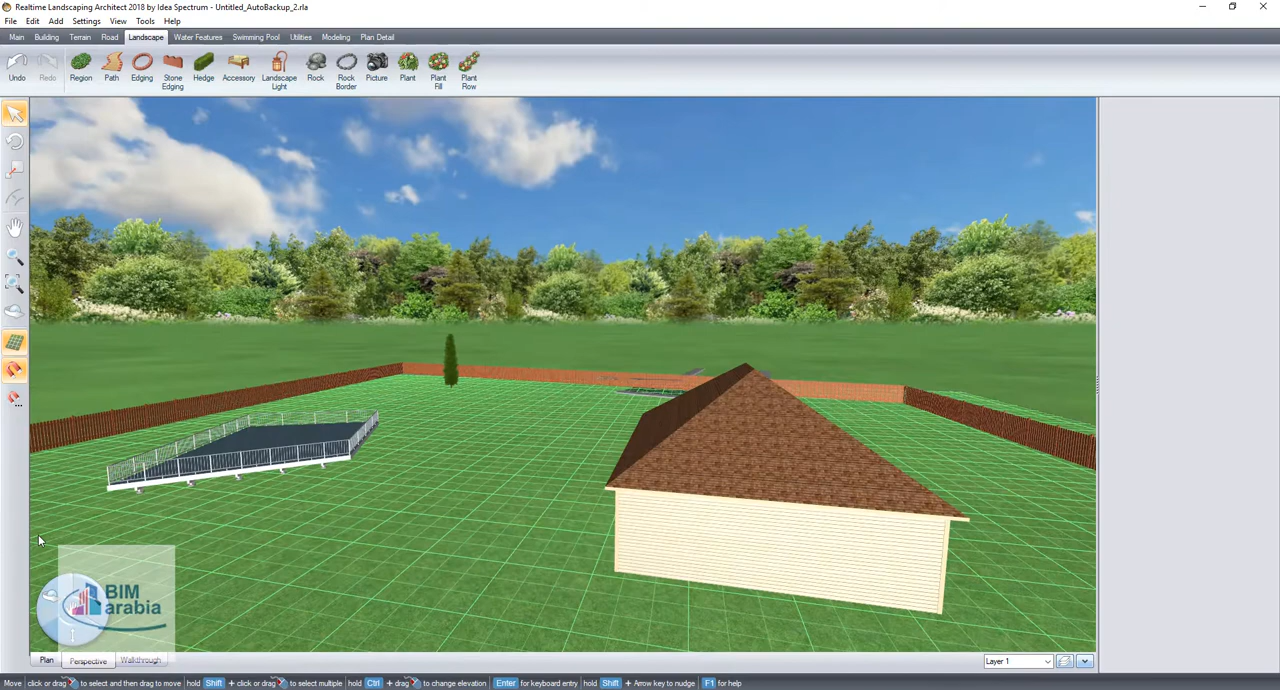 Realtime Landscaping Architect 2018 by Idea Spectrum - Untitled_AutoBackup_2.rla
File Edit Add Settings View Tools Help
Main Building Terrain Road Landscape Water Features Swimming Pool Utilities Modeling Plan Detail
Undo Redo Region Path Edging Stone Edging Hedge Accessory Landscape Light Rock Rock Border Picture Plant Plant Fill Plant Row
BIM
arabia
Plan Perspective Walkthrough
Layer 1
Move click or drag to select and then drag to move hold Shift + click or drag to select multiple hold Ctrl + drag to change elevation Enter for keyboard entry hold Shift + Arrow key to nudge F1 for help